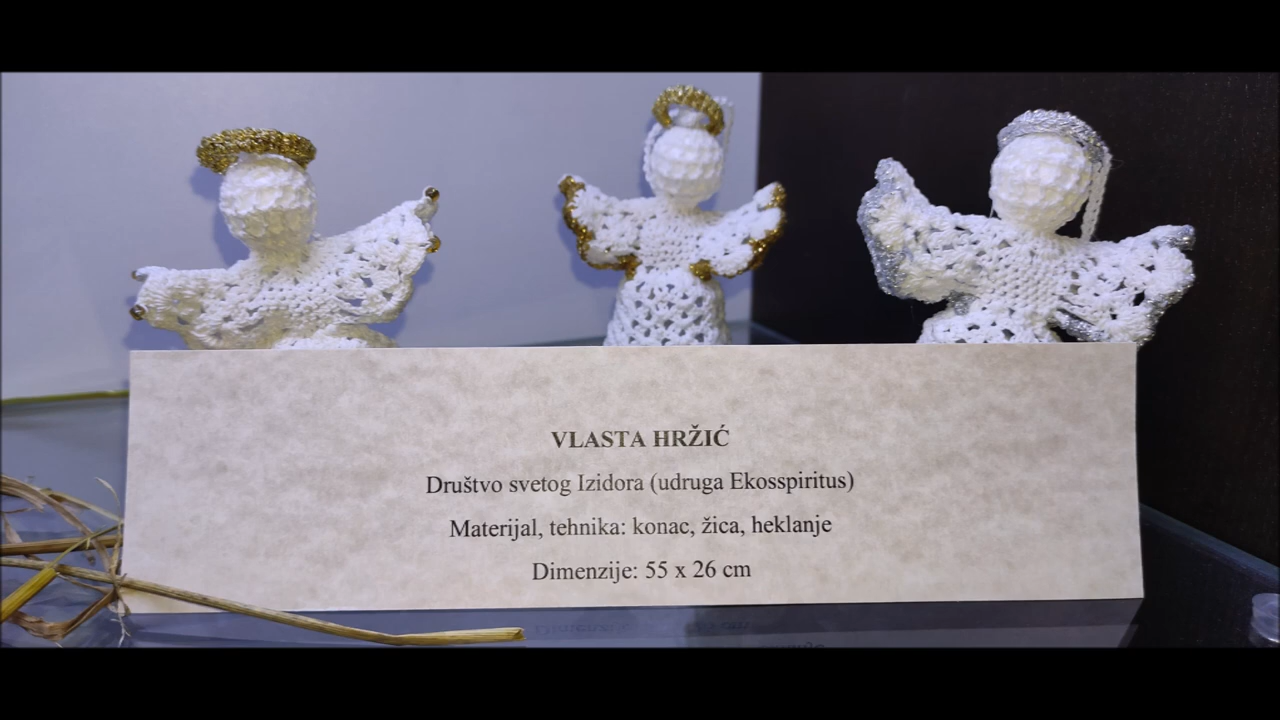 VLASTA HRŽIĆ
Društvo svetog Izidora (udruga Ekosspiritus)
Materijal, tehnika: konac, žica, heklanje
Dimenzije: 55 x 26 cm